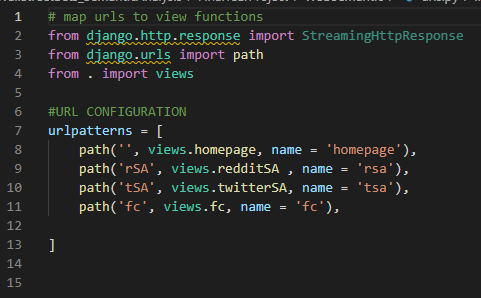 1 # map urls to view functions
2 from django.http.response import StreamingHttpResponse
3 from django.urls import path
4 from . import views
5
6 #URL CONFIGURATION
7 urlpatterns = [
8 path('', views.homepage, name = 'homepage'),
9 path('rSA', views.redditSA , name = 'rsa'),
10 path('tSA', views.twitterSA, name = 'tsa'),
11 path('fc', views.fc, name = 'fc'),
12
13 ]
14
15